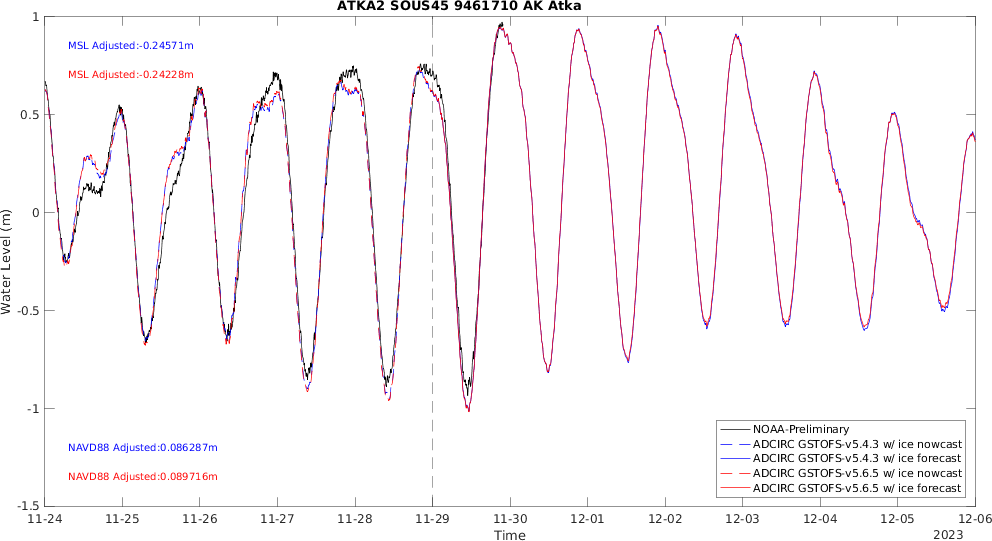 ATKA2 SOUS45 9461710 AK Atka
MSL Adjusted:-0.24571m
MSL Adjusted:-0.24228m
NAVD88 Adjusted:0.086287m
NAVD88 Adjusted:0.089716m
Water Level (m)
1
0.5
0
-0.5
-1
-1.5
NOAA-Preliminary
ADCIRC GSTOFS-v5.4.3 w/ ice nowcast
ADCIRC GSTOFS-v5.4.3 w/ ice forecast
ADCIRC GSTOFS-v5.6.5 w/ ice nowcast
ADCIRC GSTOFS-v5.6.5 w/ ice forecast
11-24 11-25 11-26 11-27 11-28 11-29 11-30 12-01 12-02 12-03 12-04 12-05 12-06
Time
2023